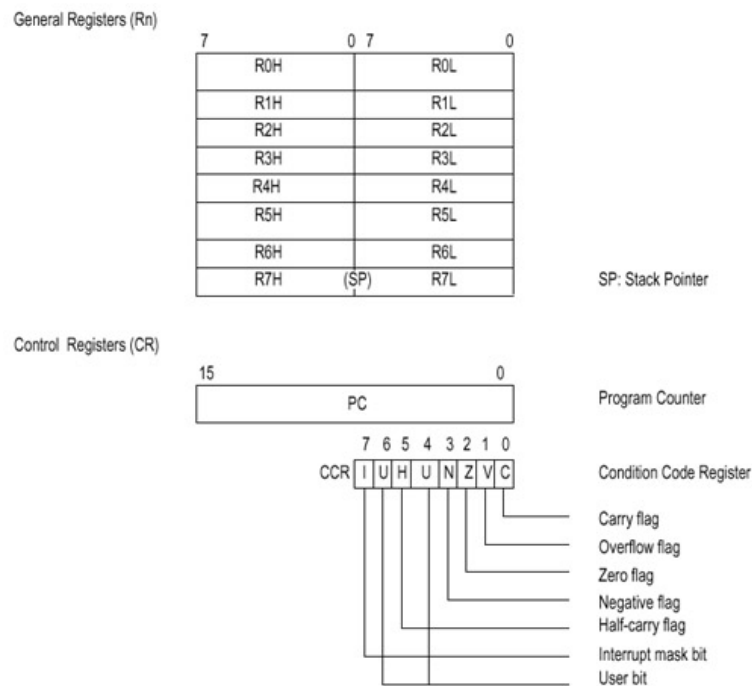 General Registers (Rn)
7 0 7 0
R0H R0L
R1H R1L
R2H R2L
R3H R3L
R4H R4L
R5H R5L
R6H R6L
R7H (SP) R7L SP: Stack Pointer
Control Registers (CR)
15 0
PC Program Counter
7 6 5 4 3 2 1 0
CCR I U H U N Z V C Condition Code Register
Carry flag
Overflow flag
Zero flag
Negative flag
Half-carry flag
Interrupt mask bit
User bit